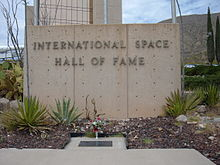 INTERNATIONAL SPACE
HALL OF FAME